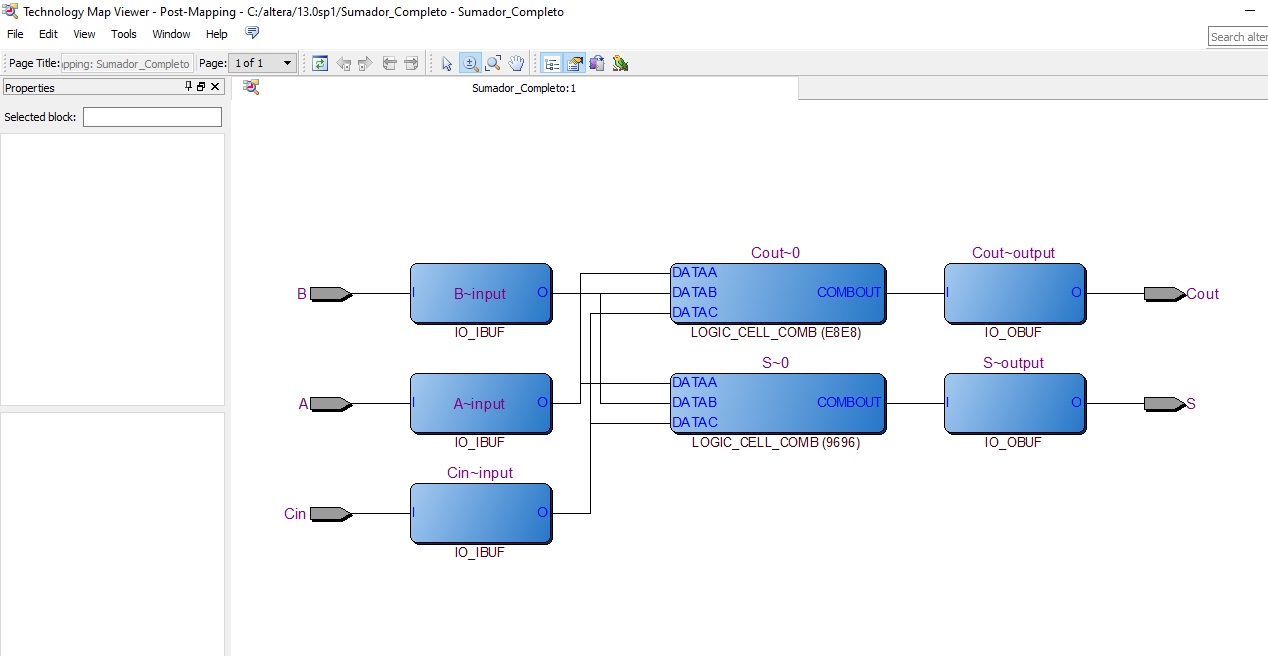 Technology Map Viewer - Post-Mapping - C:/altera/13.0sp1/Sumador_Completo - Sumador_Completo
File Edit View Tools Window Help
Search alter
Page Title: pping: Sumador_Completo Page: 1 of 1
Properties
Sumador_Completo:1
Selected block:
Cout~0 Cout~output
B I B~input O DATAA DATAB DATAC COMBOUT I O Cout
IO_IBUF LOGIC_CELL_COMB (E8E8) IO_OBUF
S~0 S~output
A I A~input O DATAA DATAB DATAC COMBOUT I O S
IO_IBUF LOGIC_CELL_COMB (9696) IO_OBUF
Cin~input
Cin I O
IO_IBUF